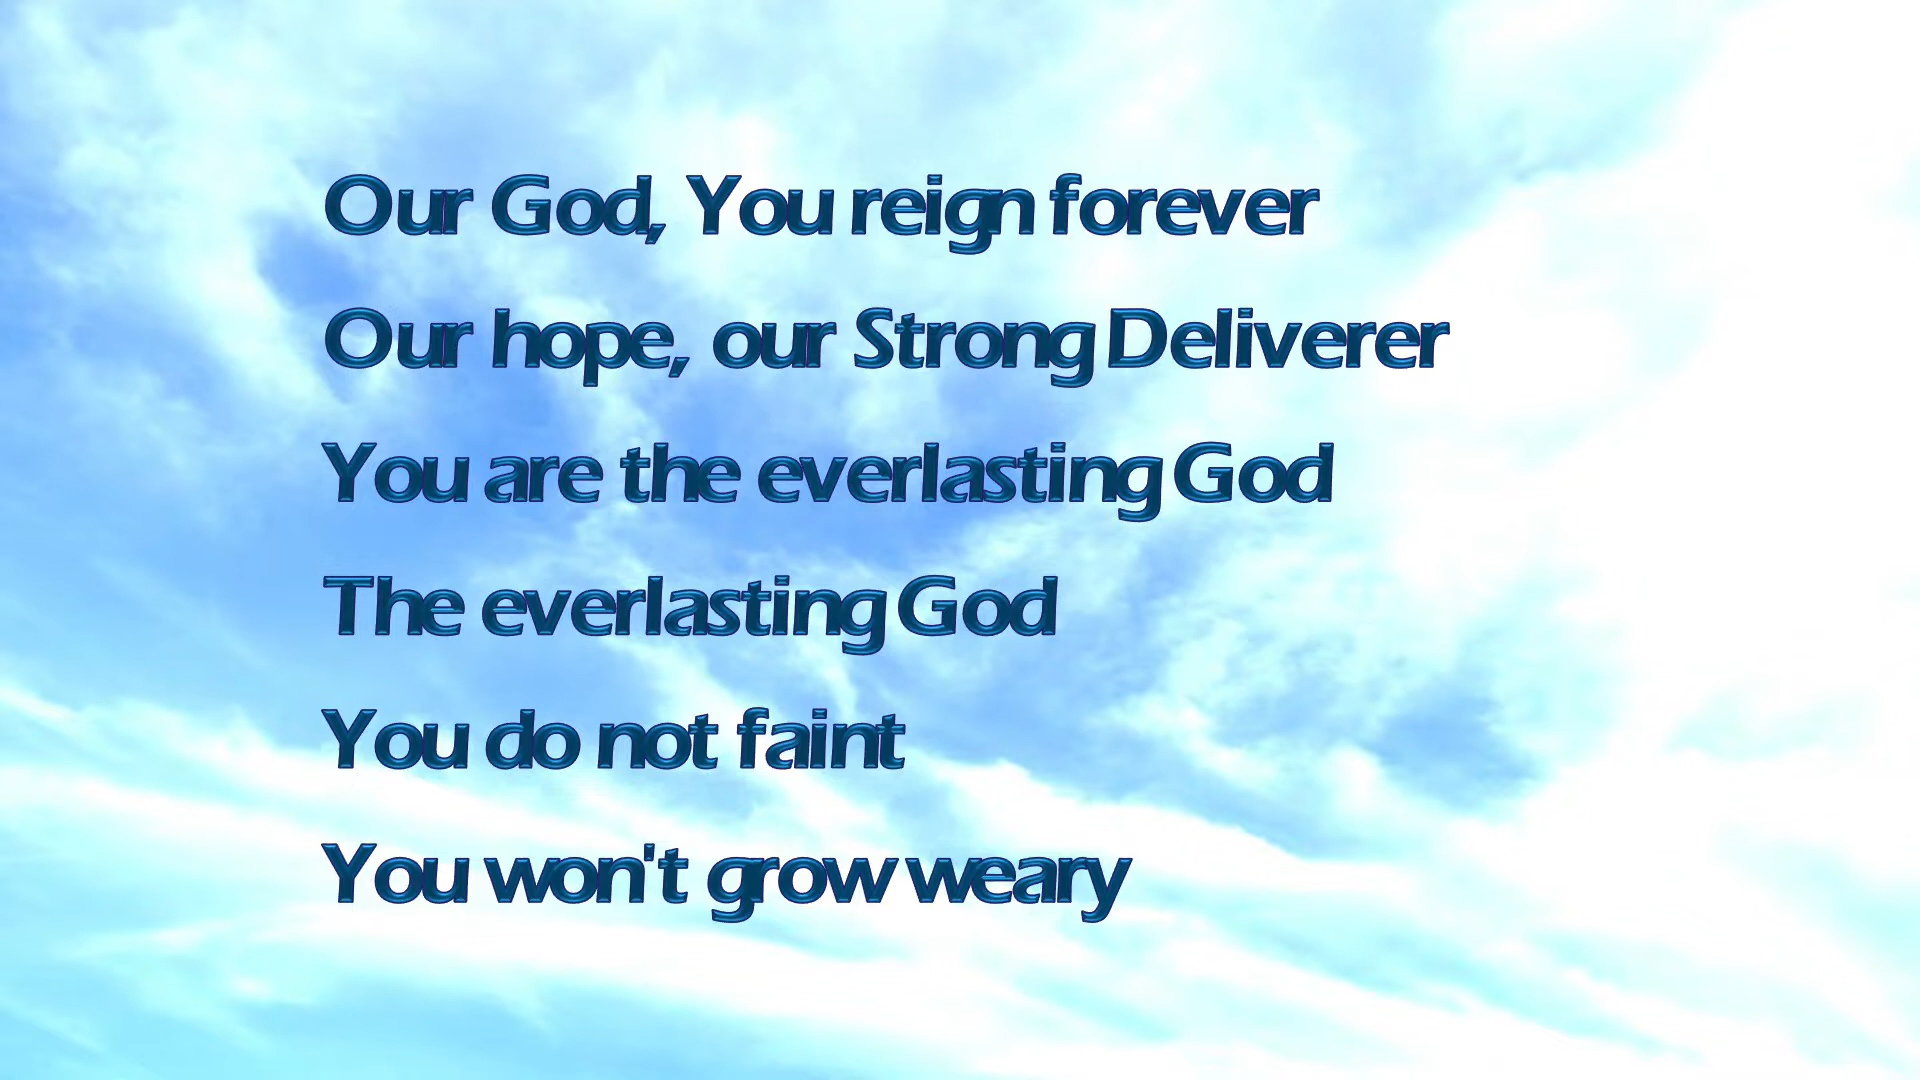 Our God, You reign forever
Our hope, our Strong Deliverer
You are the everlasting God
The everlasting God
You do not faint
You won't grow weary